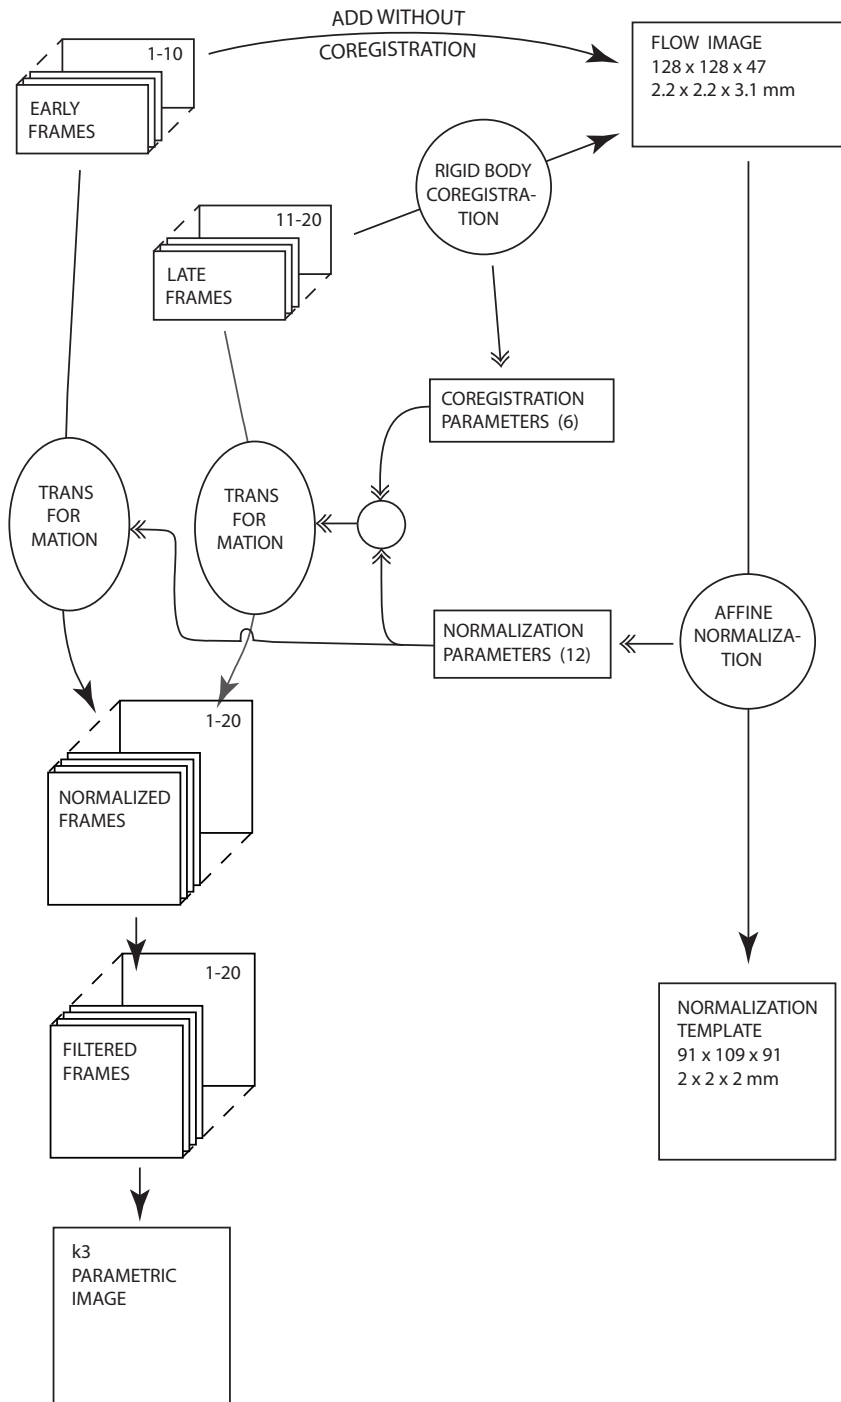 ADD WITHOUT
COREGISTRATION
1-10
EARLY
FRAMES
FLOW IMAGE
128 x 128 x 47
2.2 x 2.2 x 3.1 mm
RIGID BODY
COREGISTRA-
TION
11-20
LATE
FRAMES
COREGISTRATION
PARAMETERS (6)
TRANS
FOR
MATION
TRANS
FOR
MATION
NORMALIZATION
PARAMETERS (12)
AFFINE
NORMALIZA-
TION
1-20
NORMALIZED
FRAMES
1-20
FILTERED
FRAMES
NORMALIZATION
TEMPLATE
91 x 109 x 91
2 x 2 x 2 mm
k3
PARAMETRIC
IMAGE